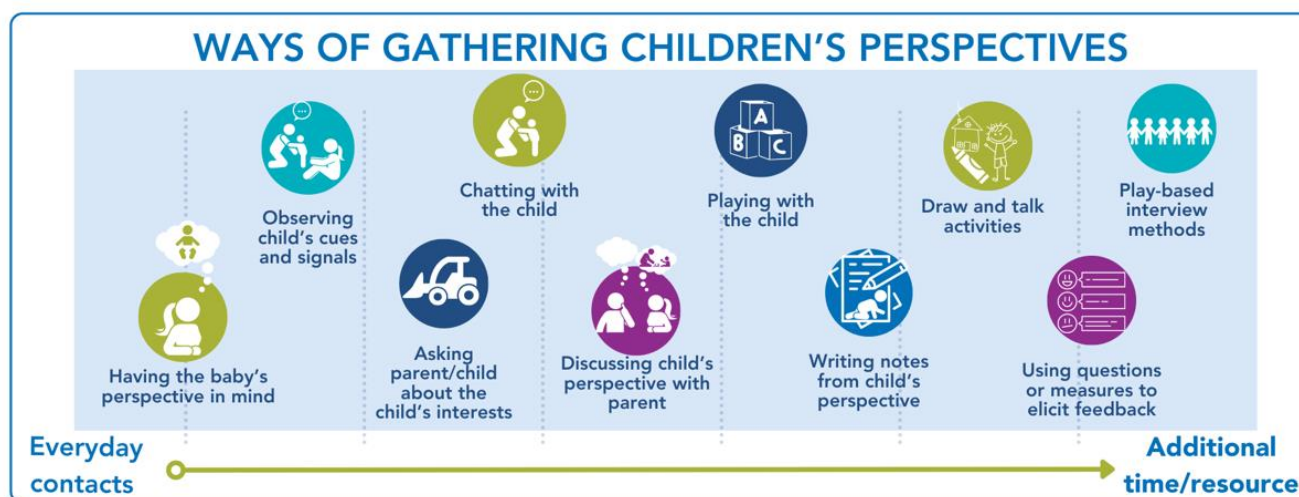 WAYS OF GATHERING CHILDREN'S PERSPECTIVES
Observing
child's cues
and signals
Chatting with
the child
A
B C
Playing with
the child
Draw and talk
activities
Play-based
interview
methods
Having the baby's
perspective in mind
Asking
parent/child
about the
child's interests
Discussing child's
perspective with
parent
Writing notes
from child's
perspective
Using questions
or measures to
elicit feedback
Everyday
contacts
Additional
time/resource